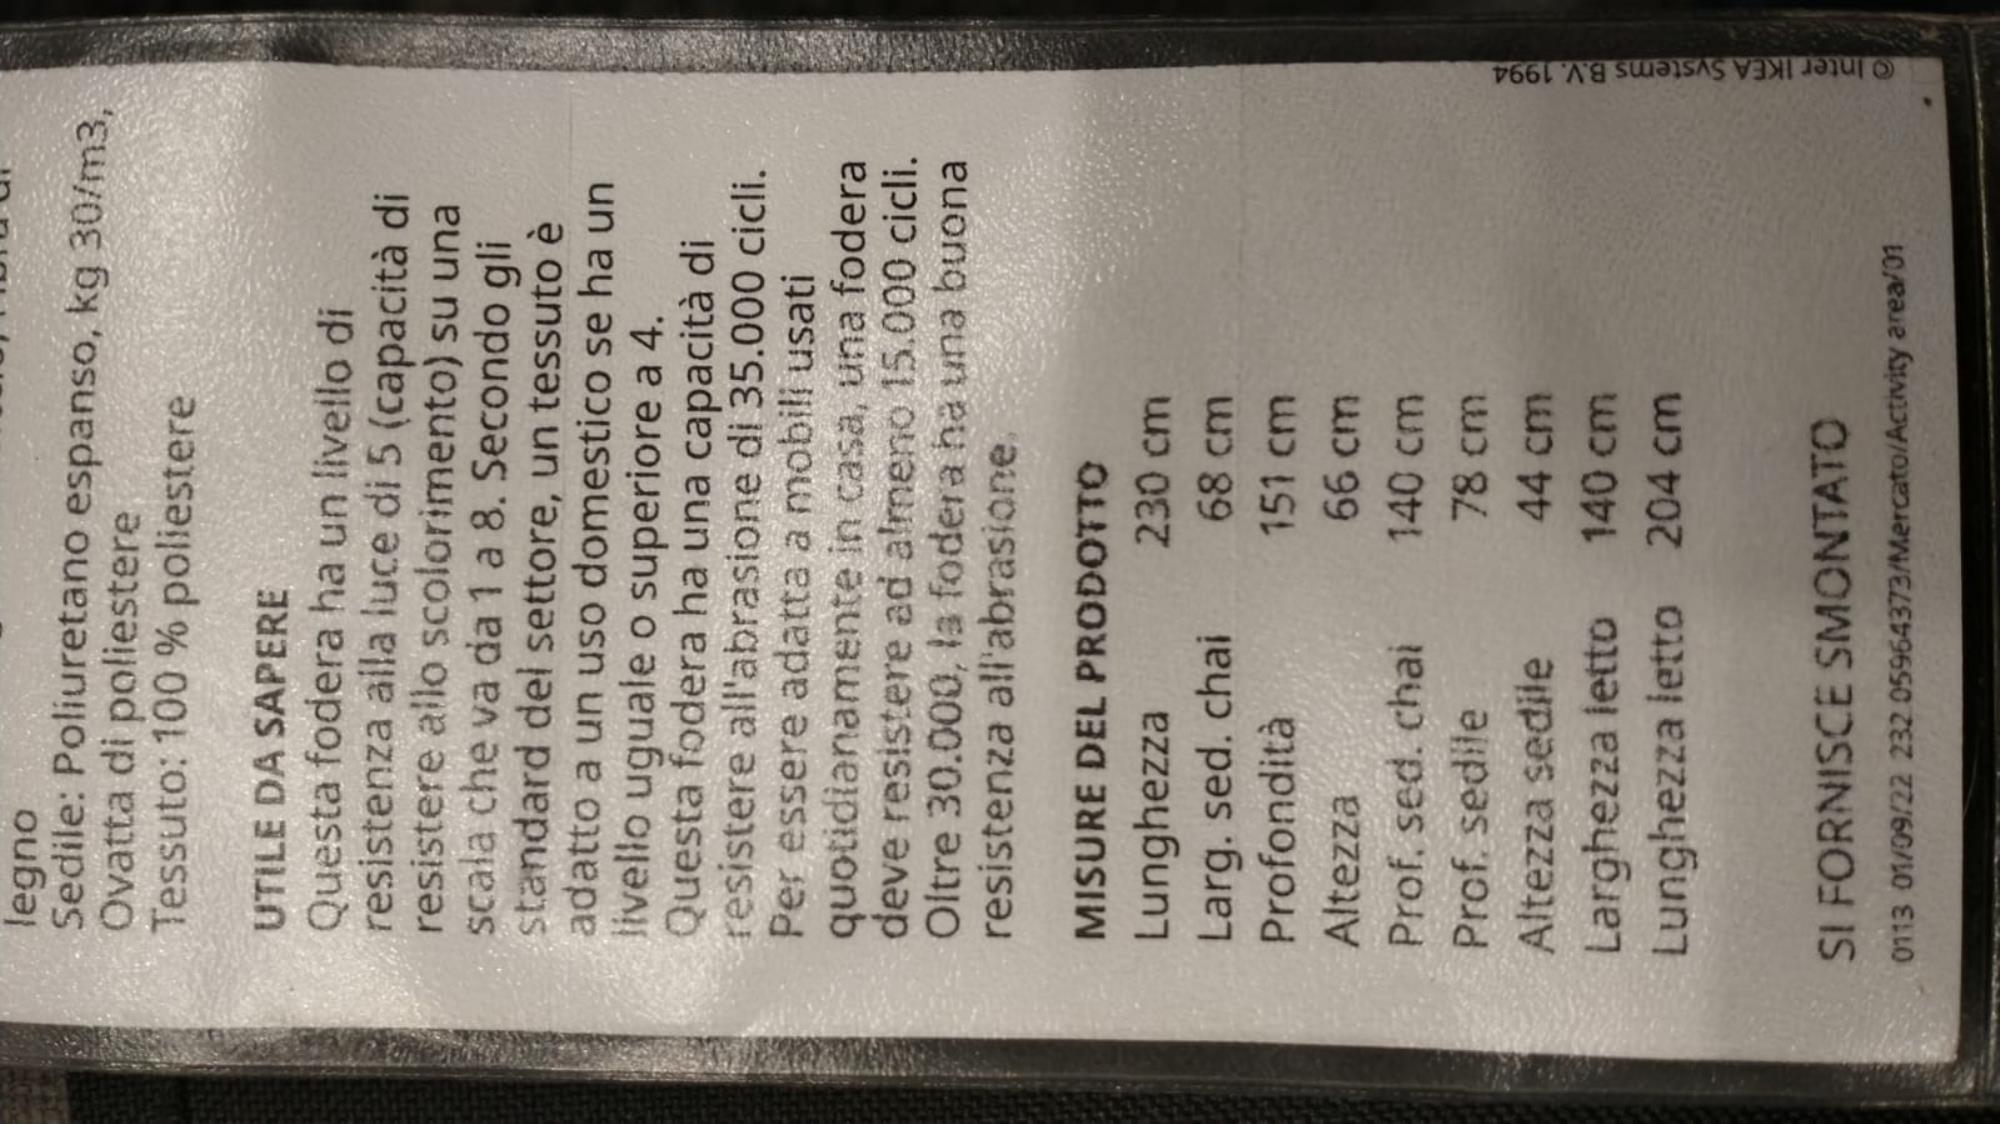 legno
Sedile: Poliuretano espanso, kg 30/m3,
Ovatta di poliestere
Tessuto: 100 % poliestere
UTILE DA SAPERE
Questa fodera ha un livello di
resistenza alla luce di 5 (capacità di
resistere allo scolorimento) su una
scala che va da 1 a 8. Secondo gli
standard del settore, un tessuto è
adatto a un uso domestico se ha un
livello uguale o superiore a 4.
Questa fodera ha una capacità di
resistere all'abrasione di 35.000 cicli.
Per essere adatta a mobili usati
quotidianamente in casa, una fodera
deve resistere ad almeno 15.000 cicli.
Oltre 30.000, la fodera ha una buona
resistenza all'abrasione.
MISURE DEL PRODOTTO
Lunghezza 230 cm
Larg. sed. chai 68 cm
Profondità 151 cm
Altezza 66 cm
Prof. sed. chai 140 cm
Prof. sedile 78 cm
Altezza sedile 44 cm
Larghezza letto 140 cm
Lunghezza letto 204 cm
SI FORNISCE SMONTATO
0113 01/09/22 232 05964373/Mercato/Activity area/01
© Inter IKEA Systems B.V. 1994